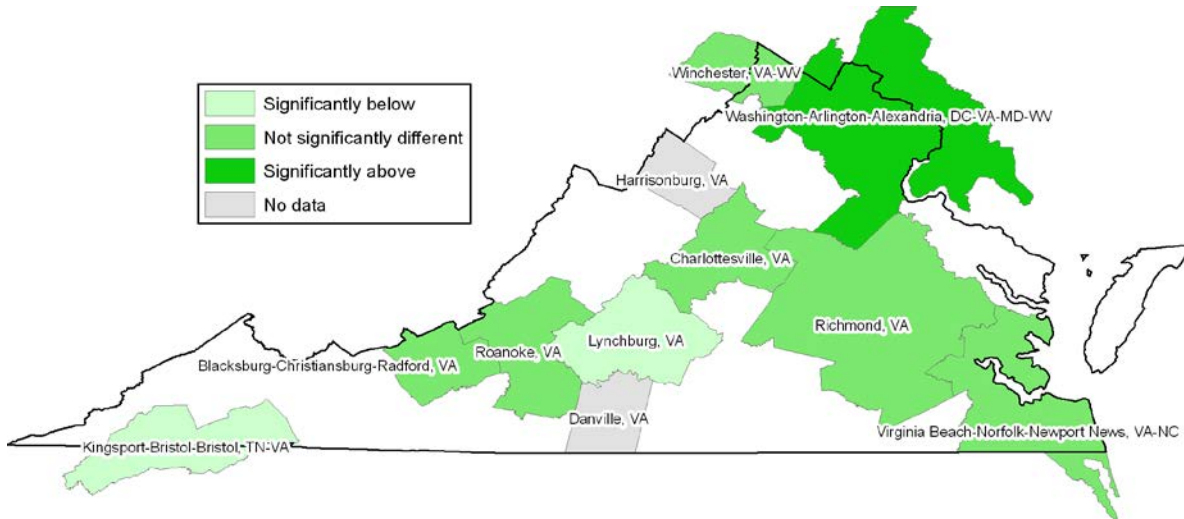 Winchester, VA-WV
Significantly below
Not significantly different
Significantly above
No data
Washington-Arlington-Alexandria, DC-VA-MD-WV
Harrisonburg, VA
Charlottesville, VA
Richmond, VA
Lynchburg, VA
Roanoke, VA
Blacksburg-Christiansburg-Radford, VA
Danville, VA
Virginia Beach-Norfolk-Newport News, VA-NC
Kingsport-Bristol-Bristol, TN-VA